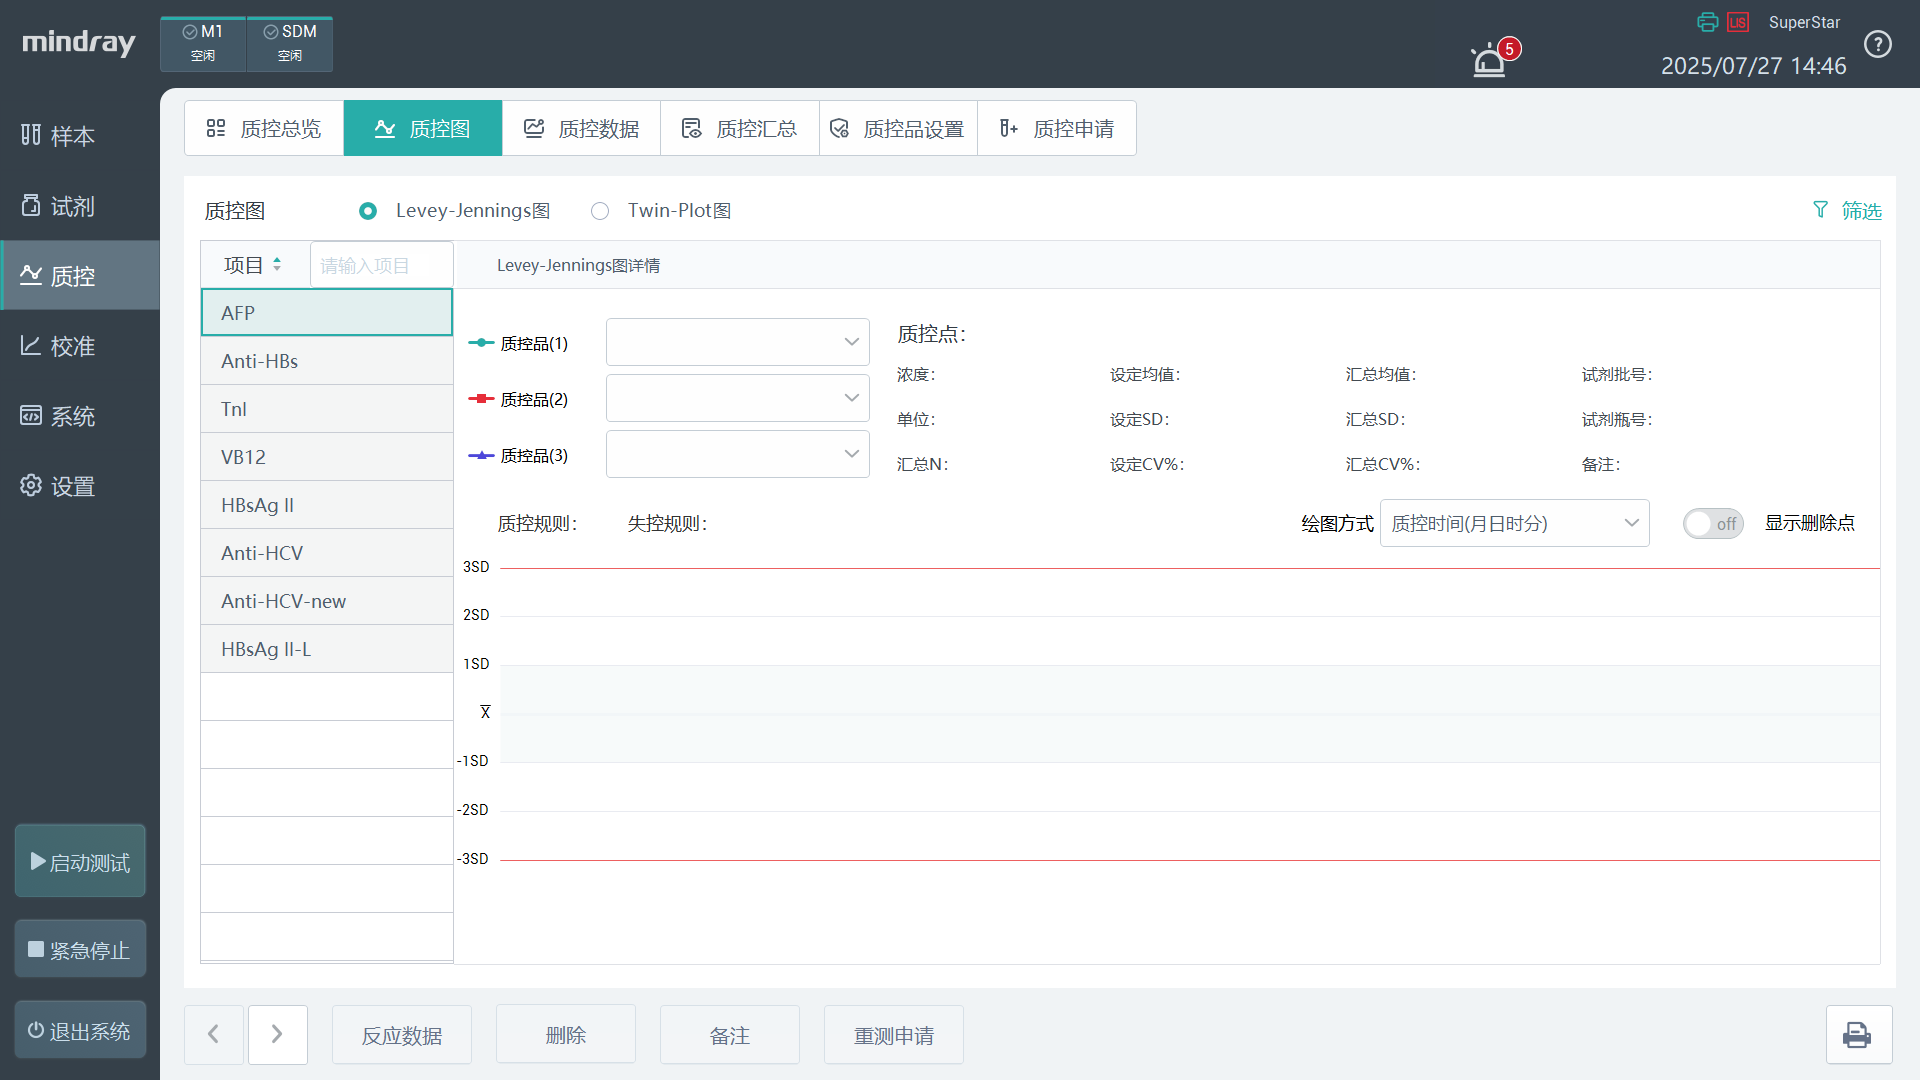 mindray
M1
空闲
SDM
空闲
5
LIS
SuperStar
2025/07/27 14:46
?
样本
试剂
质控
校准
系统
设置
启动测试
紧急停止
退出系统
质控总览
质控图
质控数据
质控汇总
质控品设置
质控申请
质控图
Levey-Jennings图
Twin-Plot图
筛选
项目
请输入项目
Levey-Jennings图详情
AFP
Anti-HBs
TnI
VB12
HBsAg II
Anti-HCV
Anti-HCV-new
HBsAg II-L
质控品(1)
质控品(2)
质控品(3)
质控点:
浓度:
设定均值:
汇总均值:
试剂批号:
单位:
设定SD:
汇总SD:
试剂瓶号:
汇总N:
设定CV%:
汇总CV%:
备注:
质控规则:
失控规则:
绘图方式
质控时间(月日时分)
off
显示删除点
3SD
2SD
1SD
X̅
-1SD
-2SD
-3SD
反应数据
删除
备注
重测申请